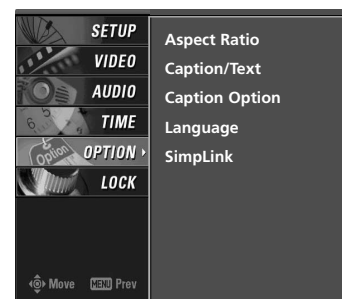 SETUP
VIDEO
AUDIO
TIME
OPTION
LOCK
Move MENU Prev
Aspect Ratio
Caption/Text
Caption Option
Language
SimpLink